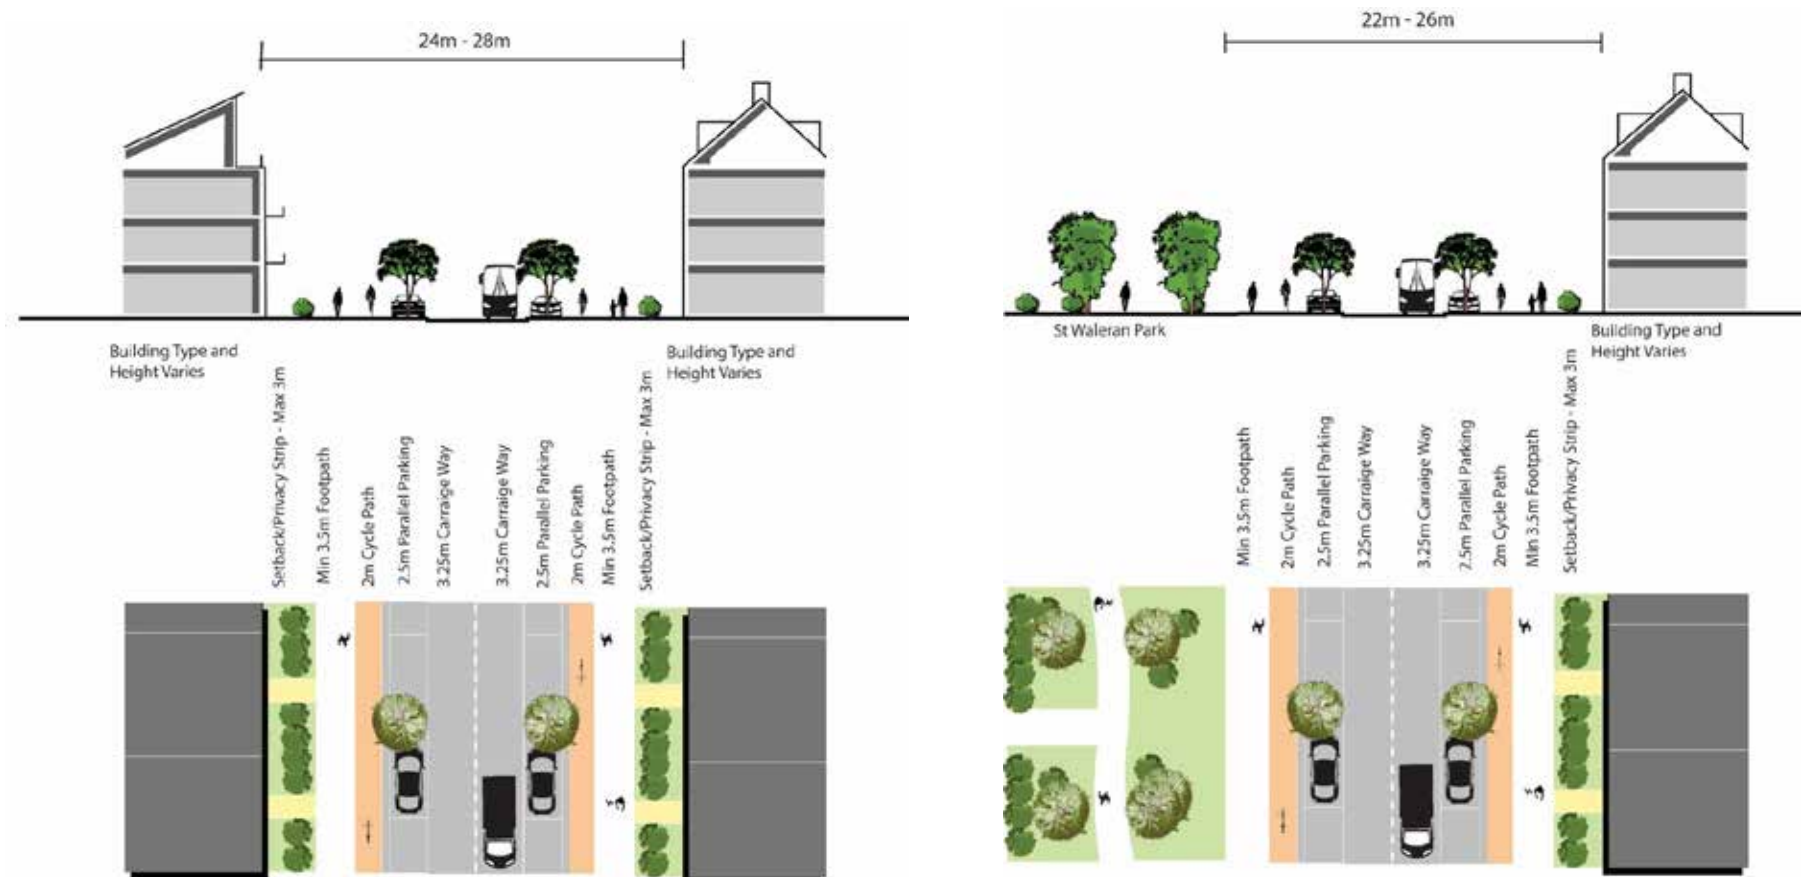 24m - 28m
Building Type and
Height Varies
Building Type and
Height Varies
Setback/Privacy Strip - Max 3m
Min 3.5m Footpath
2m Cycle Path
2.5m Parallel Parking
3.25m Carraige Way
3.25m Carraige Way
2.5m Parallel Parking
2m Cycle Path
Min 3.5m Footpath
Setback/Privacy Strip - Max 3m
22m - 26m
St Waleran Park
Building Type and
Height Varies
Min 3.5m Footpath
2m Cycle Path
2.5m Parallel Parking
3.25m Carraige Way
3.25m Carraige Way
2.5m Parallel Parking
2m Cycle Path
Min 3.5m Footpath
Setback/Privacy Strip - Max 3m